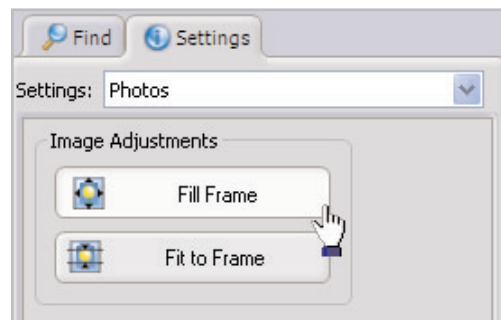 Find Settings
Settings: Photos
Image Adjustments
Fill Frame
Fit to Frame